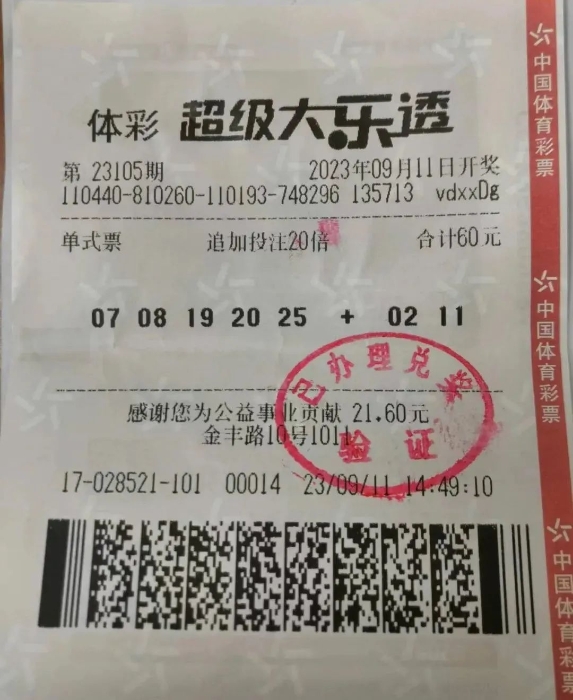 体彩 超级大乐透
第 23105期 2023年09月11日开奖
110440-810260-110193-748296 135713 vdxxDg
单式票 追加投注20倍 合计60元
07 08 19 20 25 + 02 11
已办理兑奖
验证
感谢您为公益事业贡献 21.60元
金丰路10号1011
17-028521-101 00014 23/09/11 14:49:10
中国体育彩票
中国体育彩票
中国体育彩票